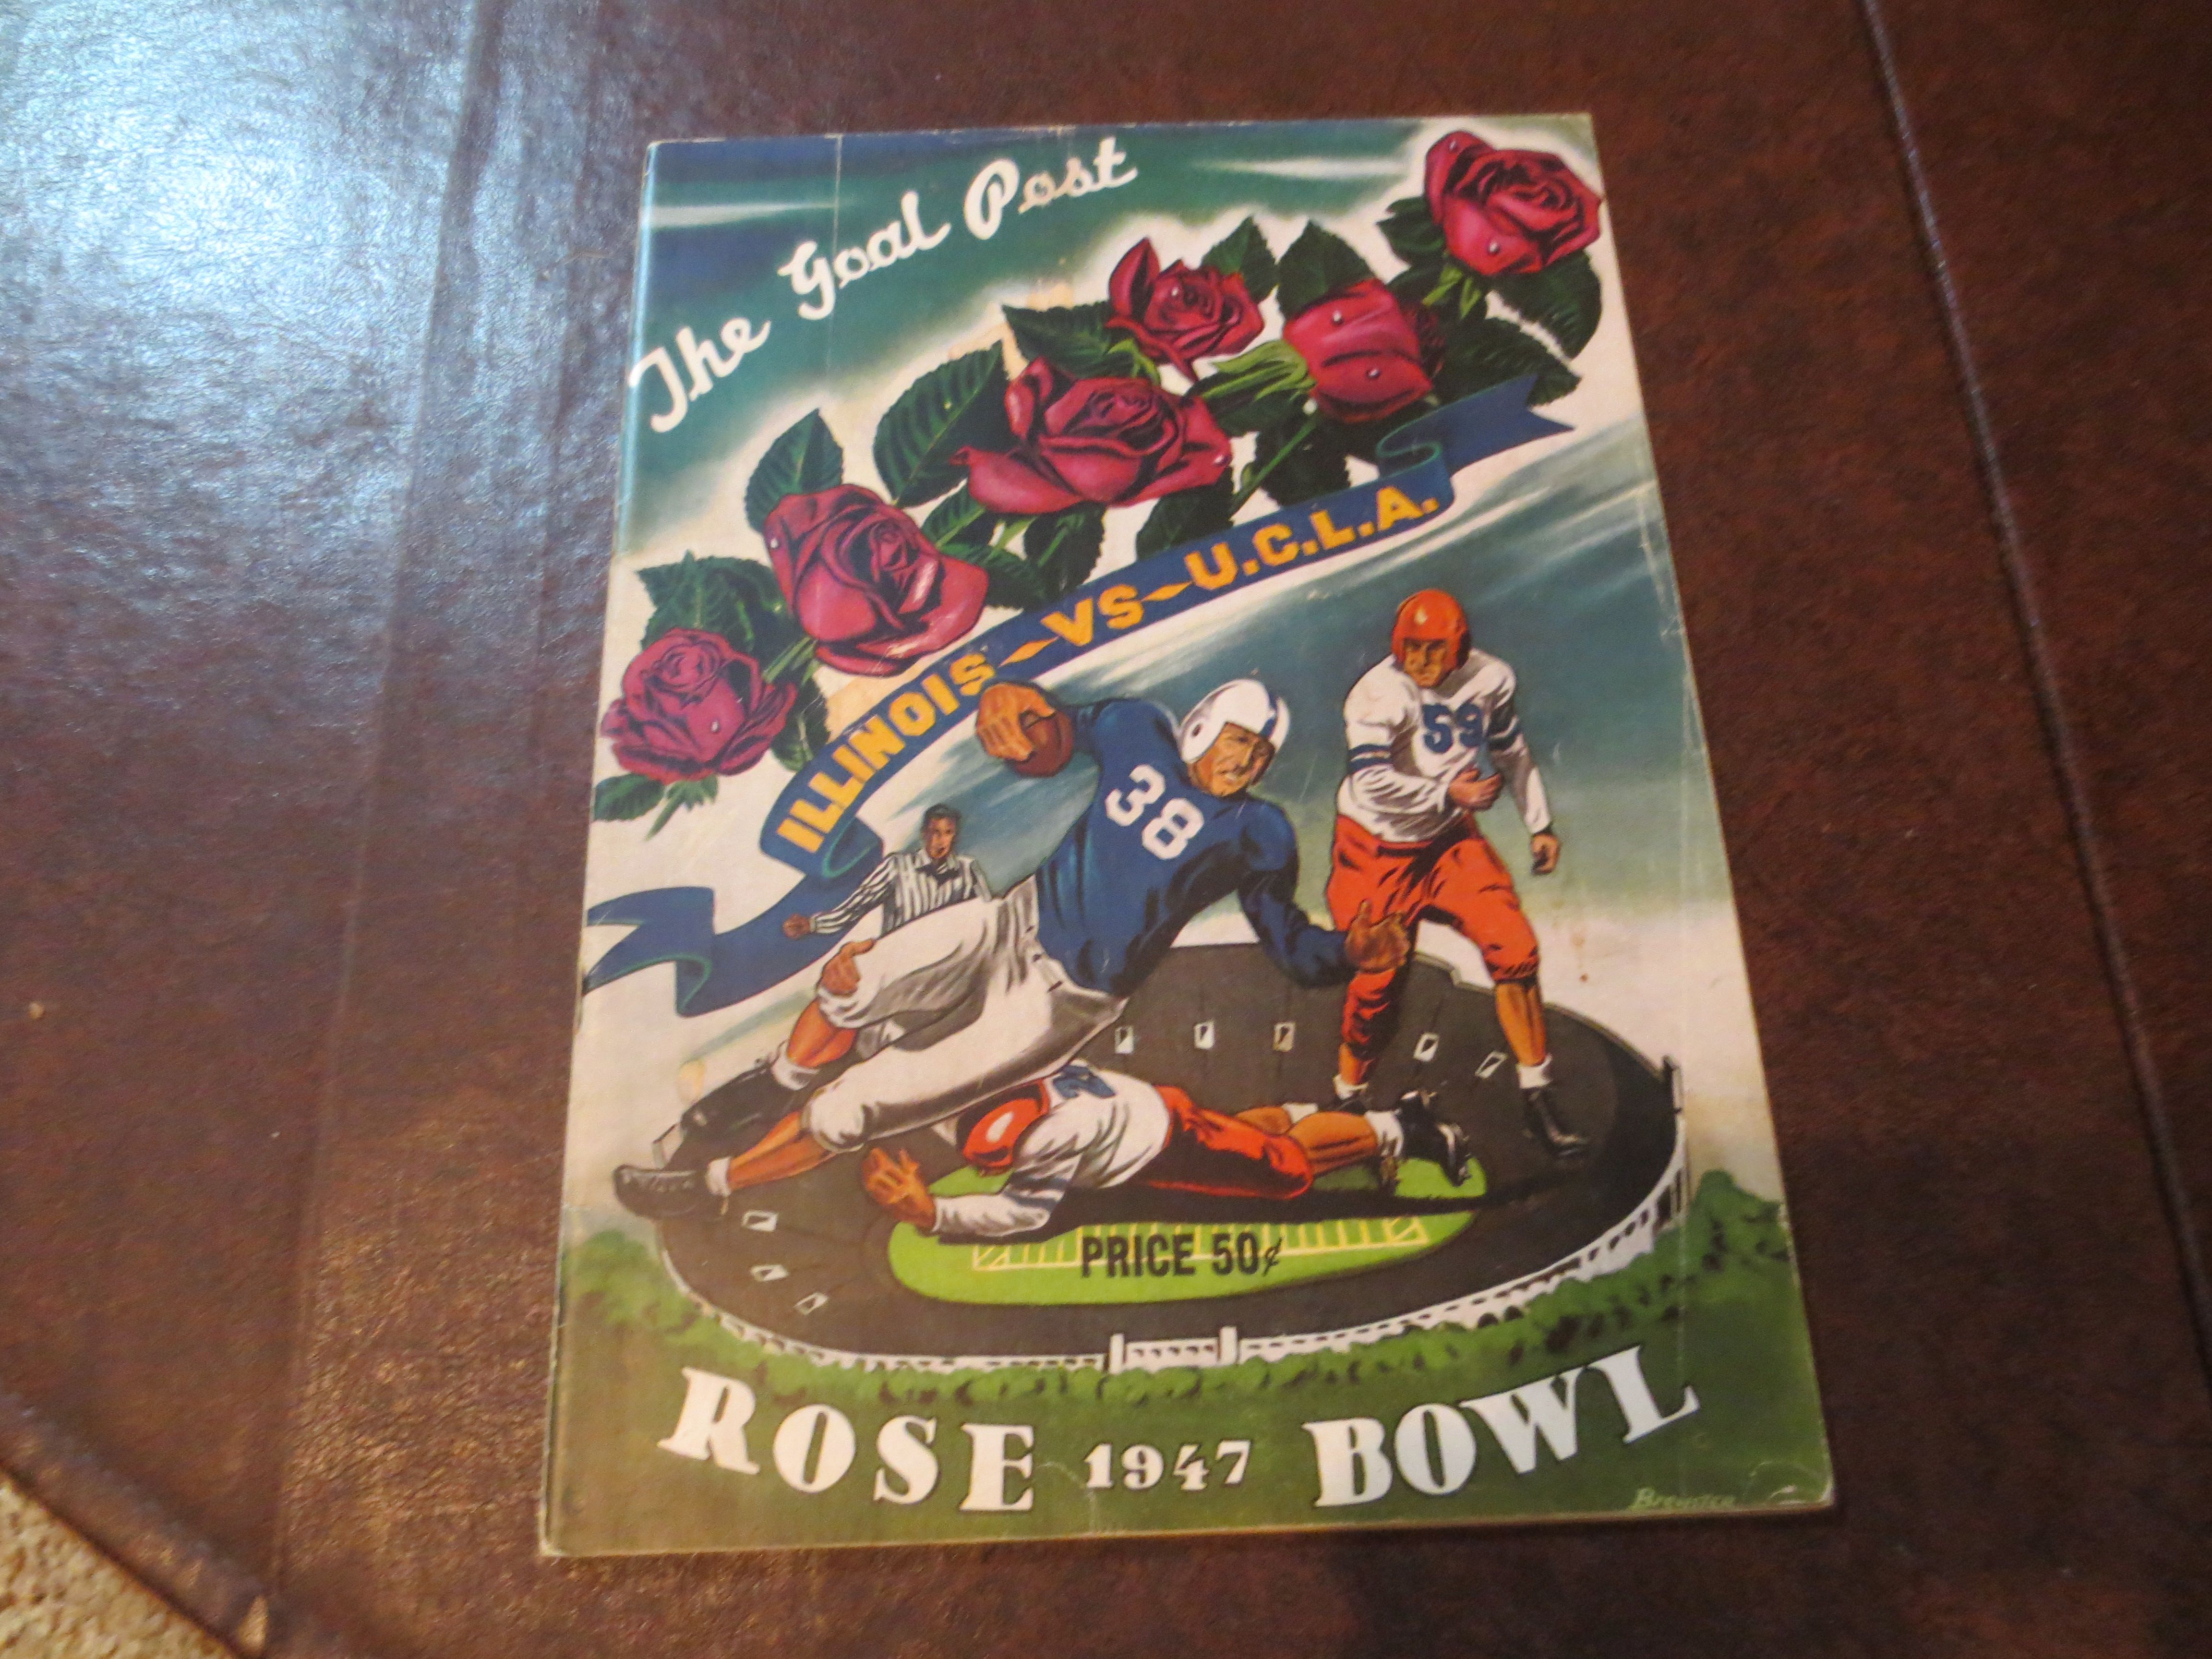 The Goal Post
ILLINOIS-VS-U.C.L.A.
38
59
PRICE 50¢
ROSE 1947 BOWL